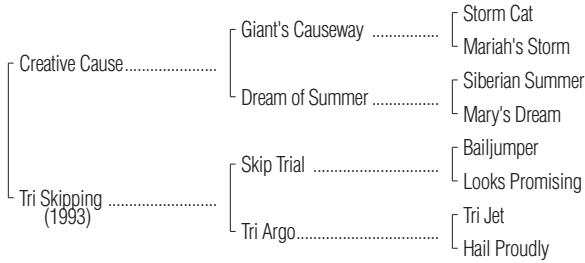 Storm Cat
Giant's Causeway ................
Mariah's Storm
Creative Cause......................
Siberian Summer
Dream of Summer ................
Mary's Dream
Bailjumper
Skip Trial ..............................
Looks Promising
Tri Skipping ..........................
(1993)
Tri Jet
Tri Argo..................................
Hail Proudly